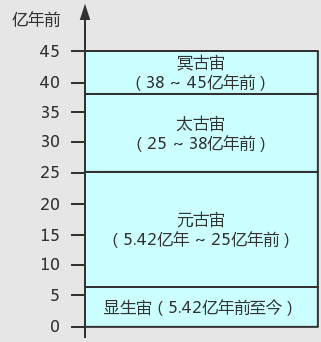 亿年前
45
冥古宙
40
（38 ~ 45亿年前）
35
太古宙
30
（25 ~ 38亿年前）
25
20
元古宙
15
（5.42亿年 ~ 25亿年前）
10
5
显生宙（5.42亿年前至今）
0